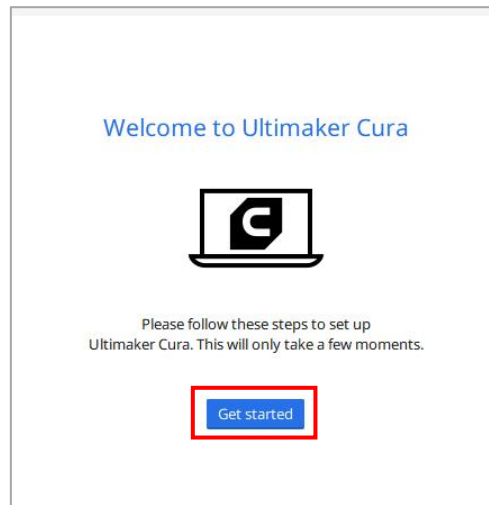 Welcome to Ultimaker Cura
Please follow these steps to set up
Ultimaker Cura. This will only take a few moments.
Get started